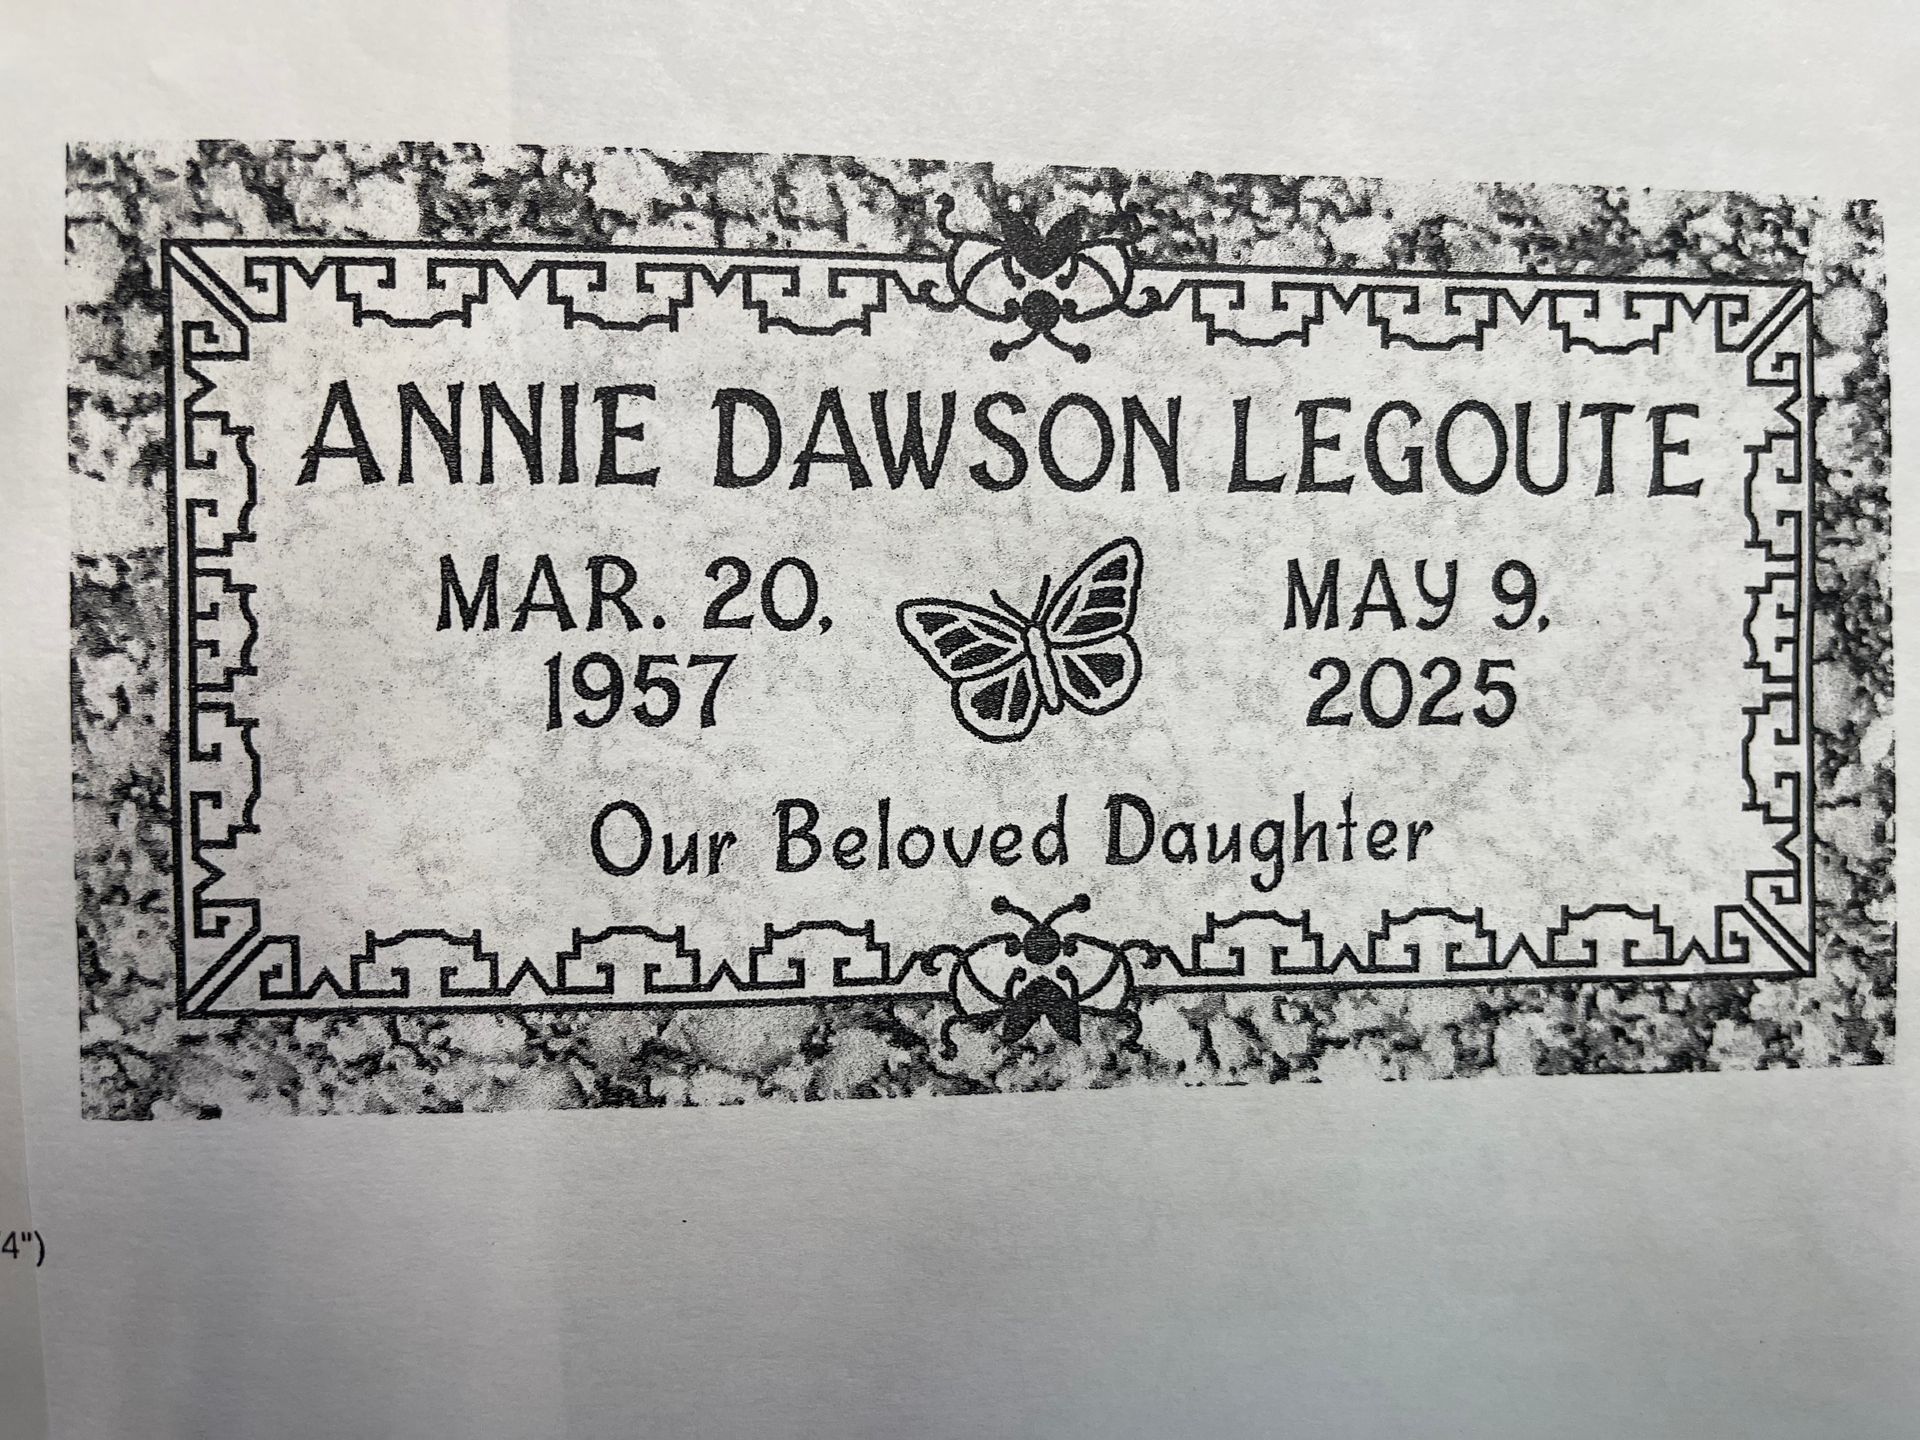 ANNIE DAWSON LEGOUTE
MAR. 20,
1957
MAY 9,
2025
Our Beloved Daughter
4")